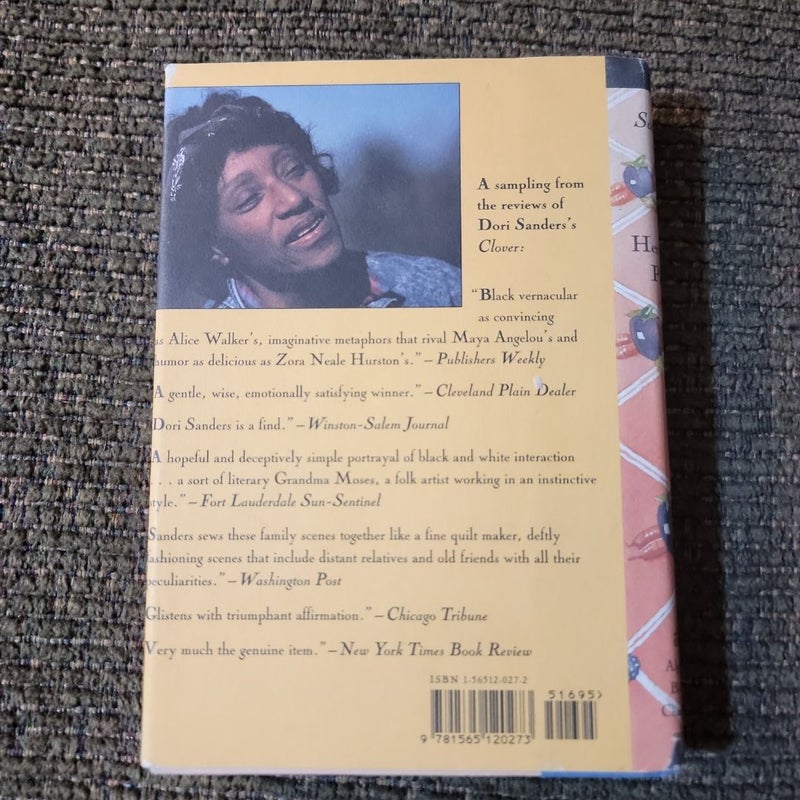 A sampling from
the reviews of
Dori Sanders's
Clover:
"Black vernacular
as convincing
as Alice Walker's, imaginative metaphors that rival Maya Angelou's and
humor as delicious as Zora Neale Hurston's." – Publishers Weekly
A gentle, wise, emotionally satisfying winner." – Cleveland Plain Dealer
Dori Sanders is a find." – Winston-Salem Journal
A hopeful and deceptively simple portrayal of black and white interaction
. . . a sort of literary Grandma Moses, a folk artist working in an instinctive
style." – Fort Lauderdale Sun-Sentinel
Sanders sews these family scenes together like a fine quilt maker, deftly
fashioning scenes that include distant relatives and old friends with all their
peculiarities." – Washington Post
Glistens with triumphant affirmation." – Chicago Tribune
Very much the genuine item." – New York Times Book Review
ISBN 1-56512-027-2
51695>
9 781565 120273